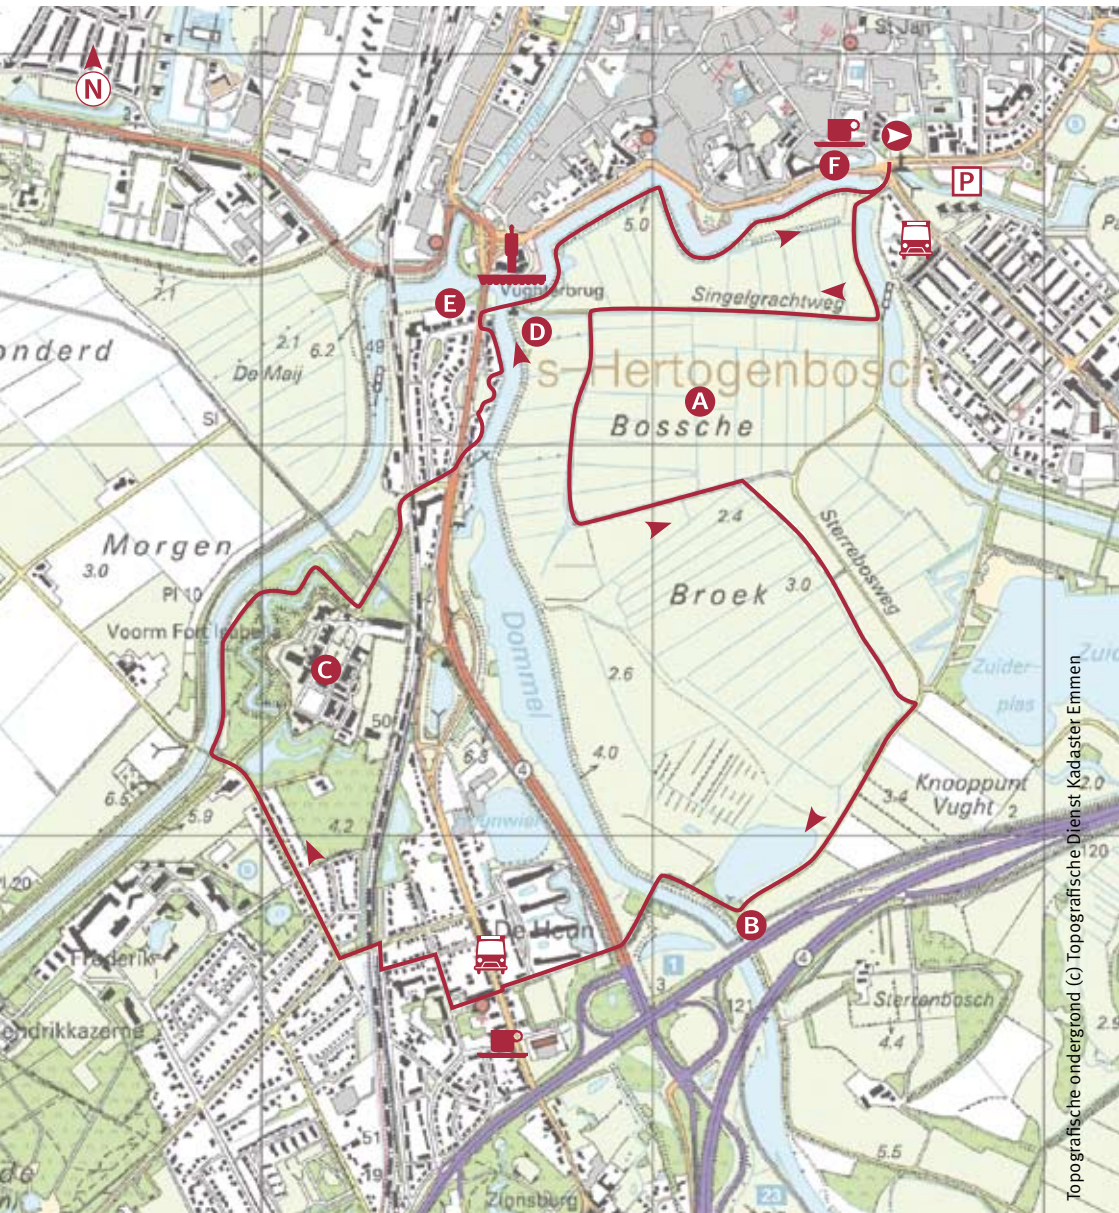 N
St Jan
F
P
5.0
7.1
Vughterbrug
E
Singelgrachtweg
D
onderd
2.1
6.2
49
De Maij
's-Hertogenbosch
A
Bossche
Sl
Morgen
3.0
2.4
Sterrebosweg
Broek
3.0
Pl 10
Voorm Fort Isabella
C
Dommel
2.6
Zuider-
plas
Zuid
50
6.3
4.0
4
Knooppunt
Vught
2
2.0
3.4
6.5
5.9
4.2
120
B
De Heun
Frederik
4
1
3
121
Sterrenbosch
endrikkazerne
4.4
2.9
51
5.5
19
de
Zionsburg
23
Topografische ondergrond (c) Topografische Dienst Kadaster Emmen